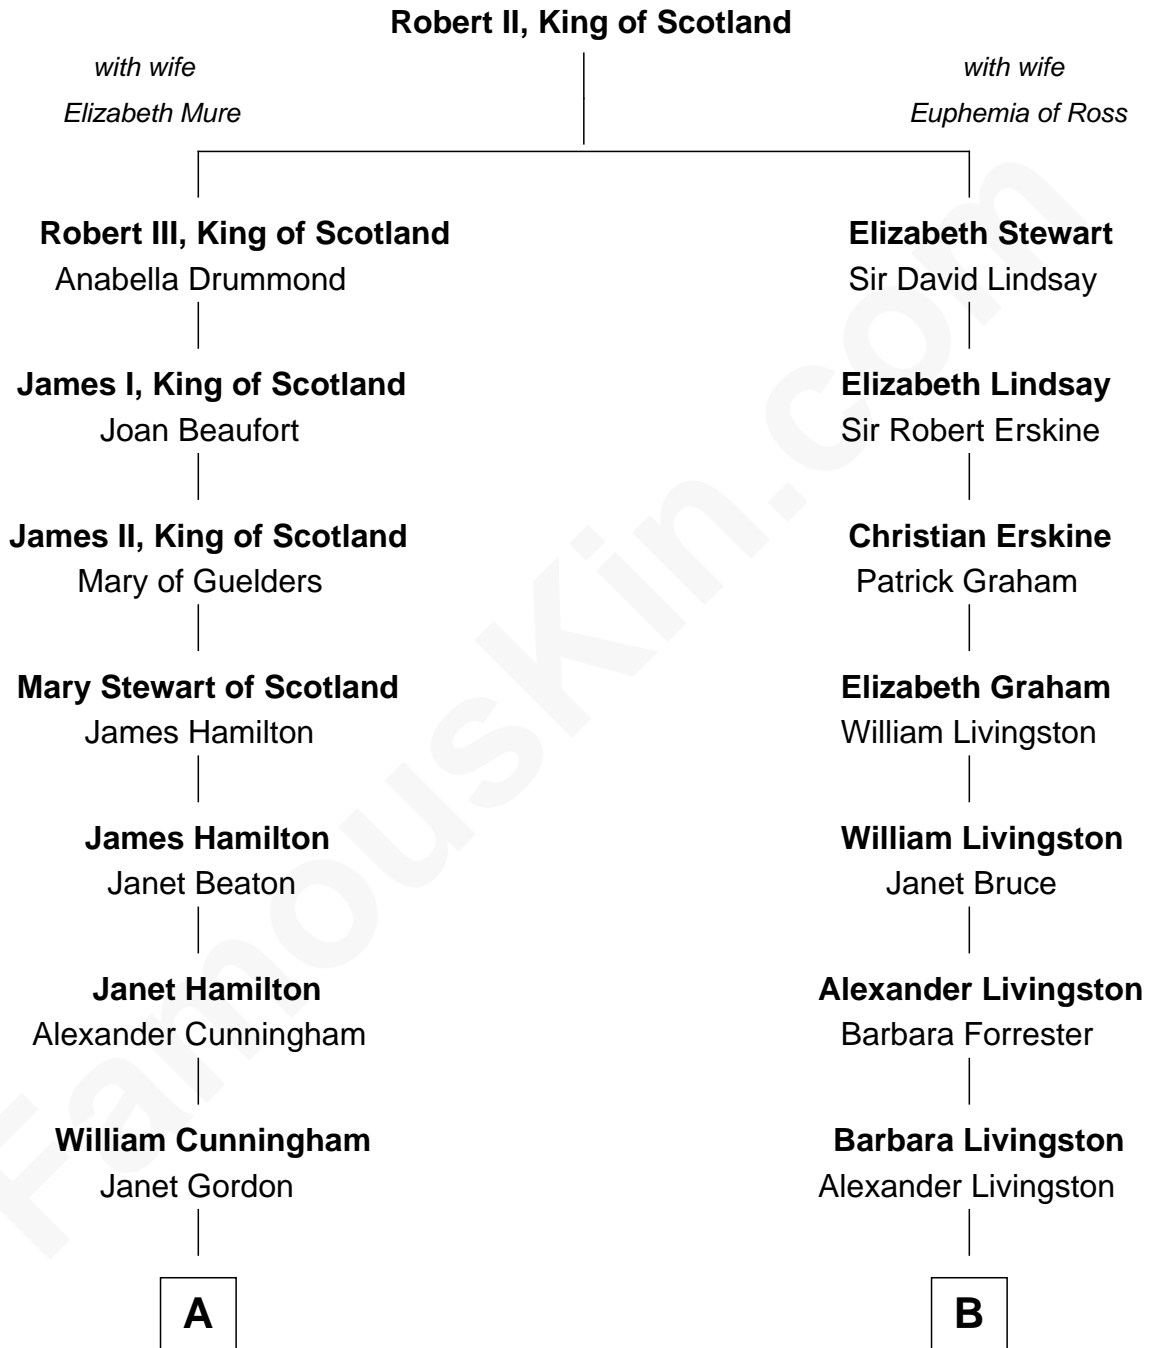 Robert II, King of Scotland
with wife
Elizabeth Mure
with wife
Euphemia of Ross
Robert III, King of Scotland
Anabella Drummond
Elizabeth Stewart
Sir David Lindsay
James I, King of Scotland
Joan Beaufort
Elizabeth Lindsay
Sir Robert Erskine
James II, King of Scotland
Mary of Guelders
Christian Erskine
Patrick Graham
Mary Stewart of Scotland
James Hamilton
Elizabeth Graham
William Livingston
James Hamilton
Janet Beaton
William Livingston
Janet Bruce
Janet Hamilton
Alexander Cunningham
Alexander Livingston
Barbara Forrester
William Cunningham
Janet Gordon
Barbara Livingston
Alexander Livingston
A
B
FamousKin.com